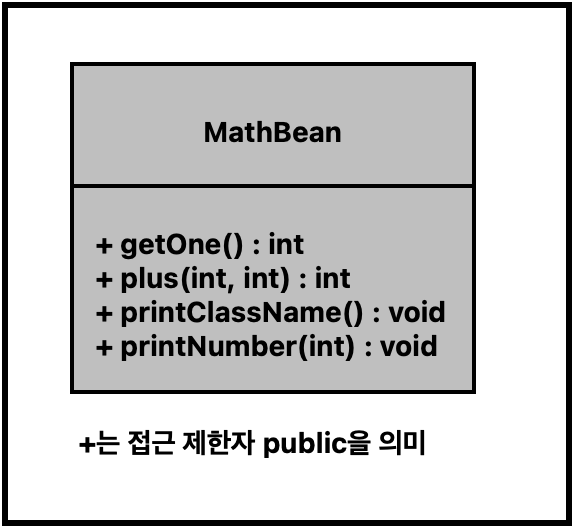 MathBean
+ getOne() : int
+ plus(int, int) : int
+ printClassName() : void
+ printNumber(int) : void
+는 접근 제한자 public을 의미